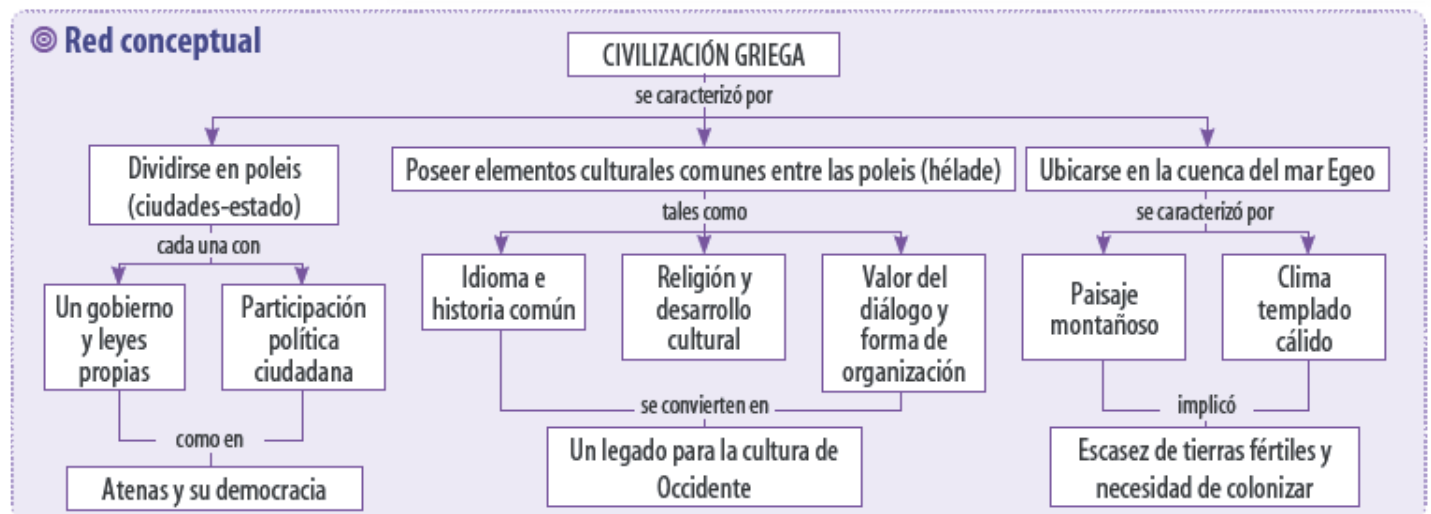 Red conceptual
CIVILIZACIÓN GRIEGA
se caracterizó por
Dividirse en poleis
(ciudades-estado)
cada una con
Un gobierno
y leyes
propias
Participación
política
ciudadana
como en
Atenas y su democracia
Poseer elementos culturales comunes entre las poleis (hélade)
tales como
Idioma e
historia común
Religión y
desarrollo
cultural
Valor del
diálogo y
forma de
organización
se convierten en
Un legado para la cultura de
Occidente
Ubicarse en la cuenca del mar Egeo
se caracterizó por
Paisaje
montañoso
Clima
templado
cálido
implicó
Escasez de tierras fértiles y
necesidad de colonizar